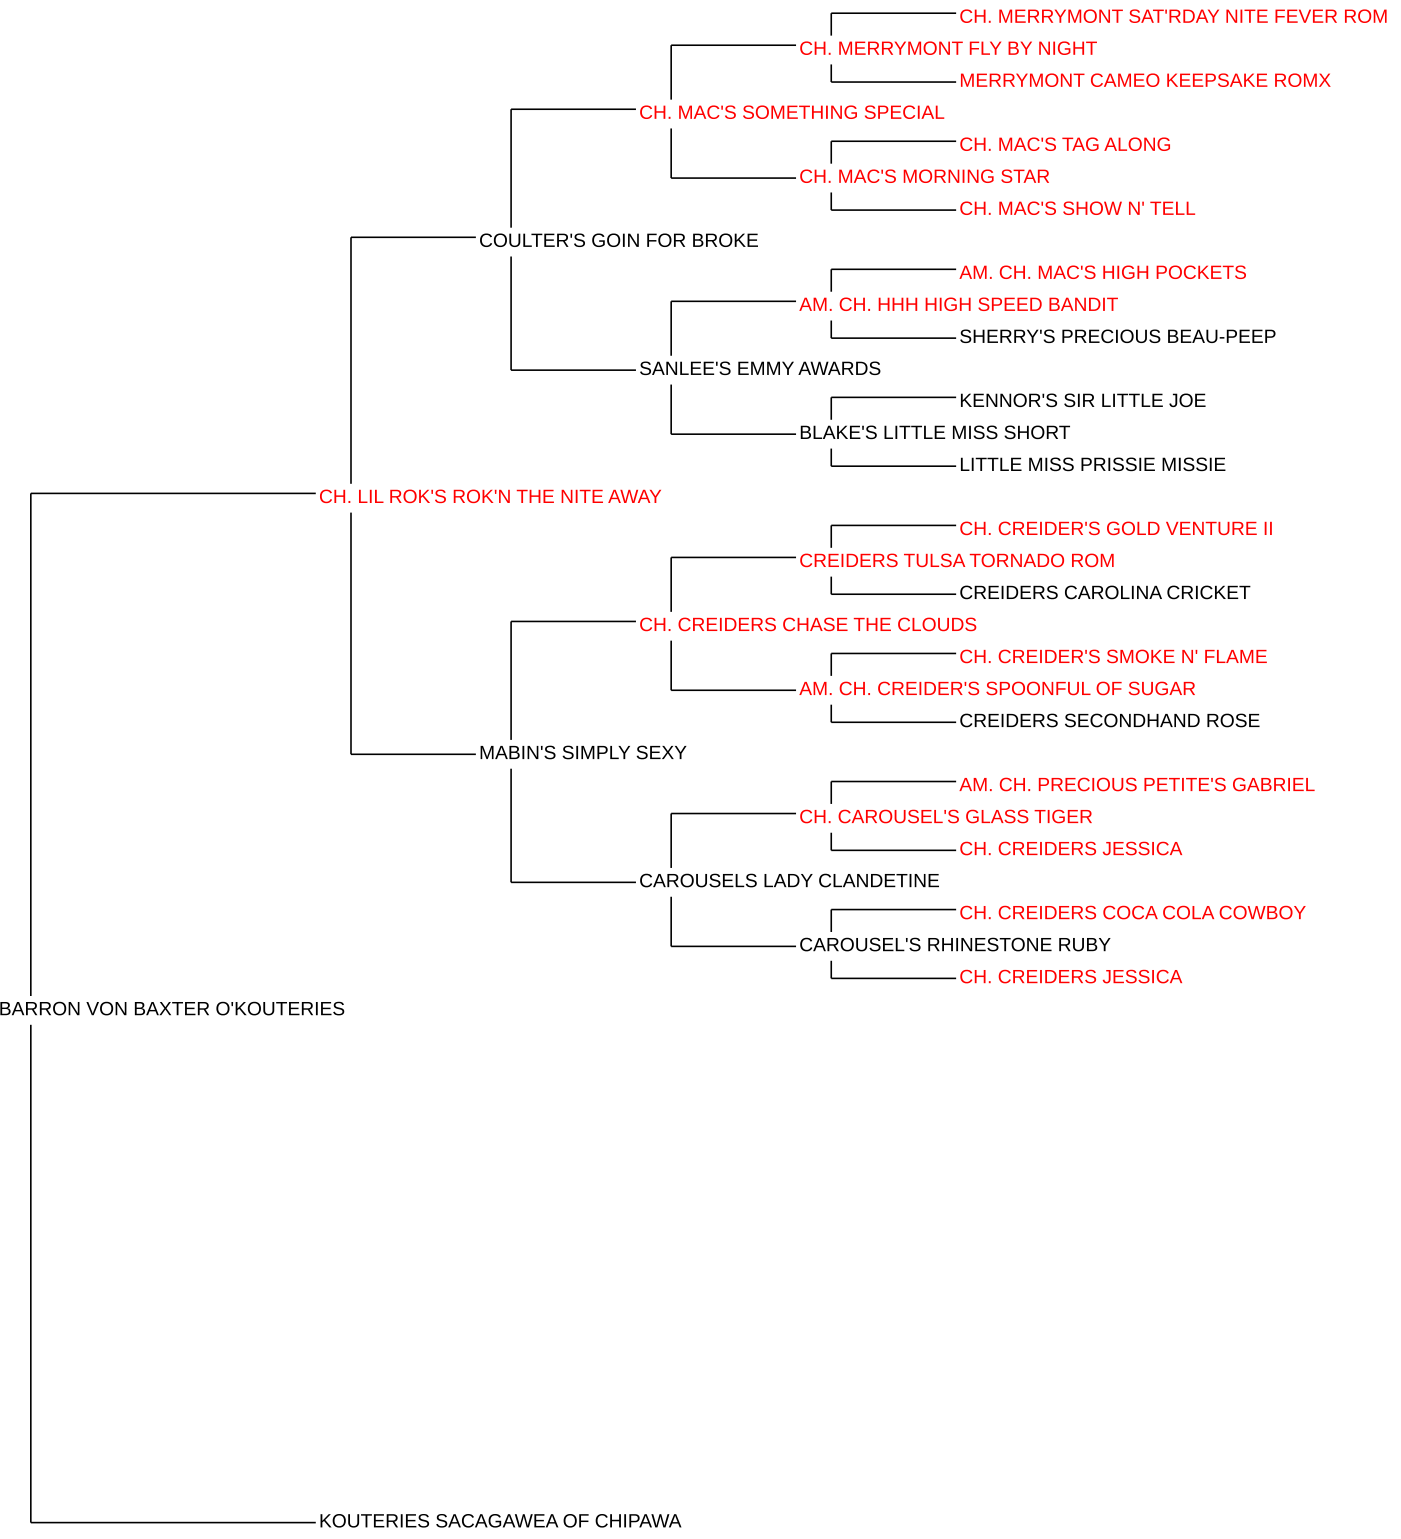 CH. MERRYMONT SAT'RDAY NITE FEVER ROM
CH. MERRYMONT FLY BY NIGHT
MERRYMONT CAMEO KEEPSAKE ROMX
CH. MAC'S SOMETHING SPECIAL
CH. MAC'S TAG ALONG
CH. MAC'S MORNING STAR
CH. MAC'S SHOW N' TELL
COULTER'S GOIN FOR BROKE
AM. CH. MAC'S HIGH POCKETS
AM. CH. HHH HIGH SPEED BANDIT
SHERRY'S PRECIOUS BEAU-PEEP
SANLEE'S EMMY AWARDS
KENNOR'S SIR LITTLE JOE
BLAKE'S LITTLE MISS SHORT
LITTLE MISS PRISSIE MISSIE
CH. LIL ROK'S ROK'N THE NITE AWAY
CH. CREIDER'S GOLD VENTURE II
CREIDERS TULSA TORNADO ROM
CREIDERS CAROLINA CRICKET
CH. CREIDERS CHASE THE CLOUDS
CH. CREIDER'S SMOKE N' FLAME
AM. CH. CREIDER'S SPOONFUL OF SUGAR
CREIDERS SECONDHAND ROSE
MABIN'S SIMPLY SEXY
AM. CH. PRECIOUS PETITE'S GABRIEL
CH. CAROUSEL'S GLASS TIGER
CH. CREIDERS JESSICA
CAROUSELS LADY CLANDETINE
CH. CREIDERS COCA COLA COWBOY
CAROUSEL'S RHINESTONE RUBY
CH. CREIDERS JESSICA
BARRON VON BAXTER O'KOUTERIES
KOUTERIES SACAGAWEA OF CHIPAWA